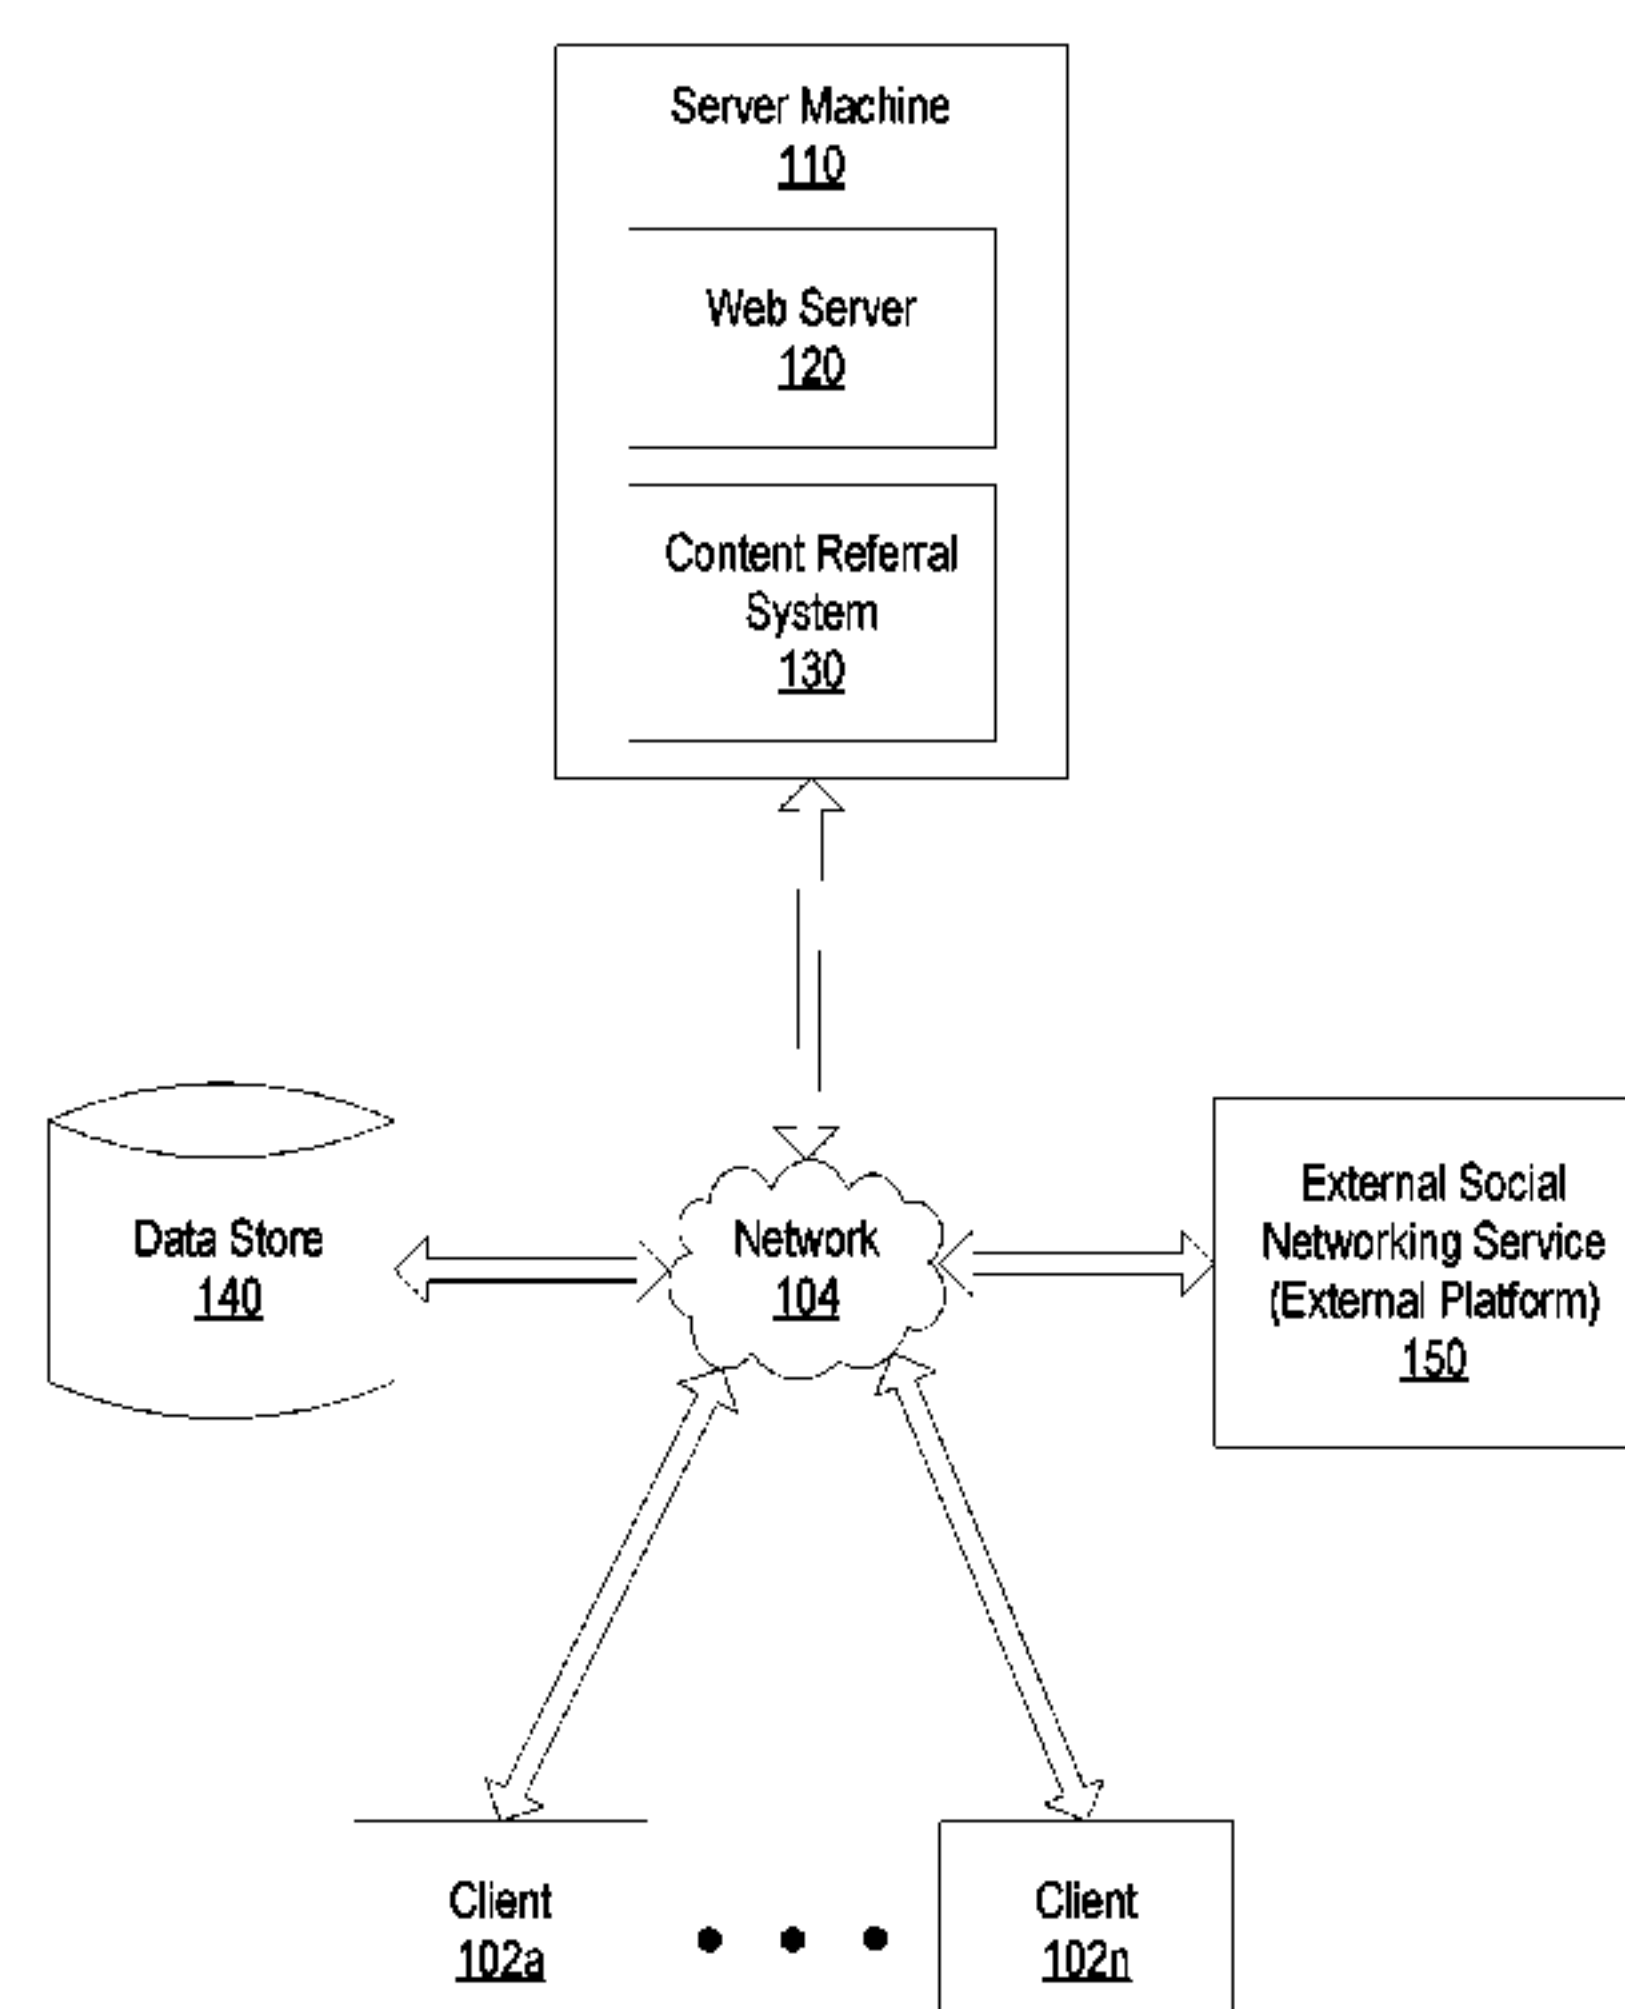 Server Machine
110
Web Server
120
Content Referral
System
130
Data Store
140
Network
104
External Social
Networking Service
(External Platform)
150
Client
102a
Client
102n